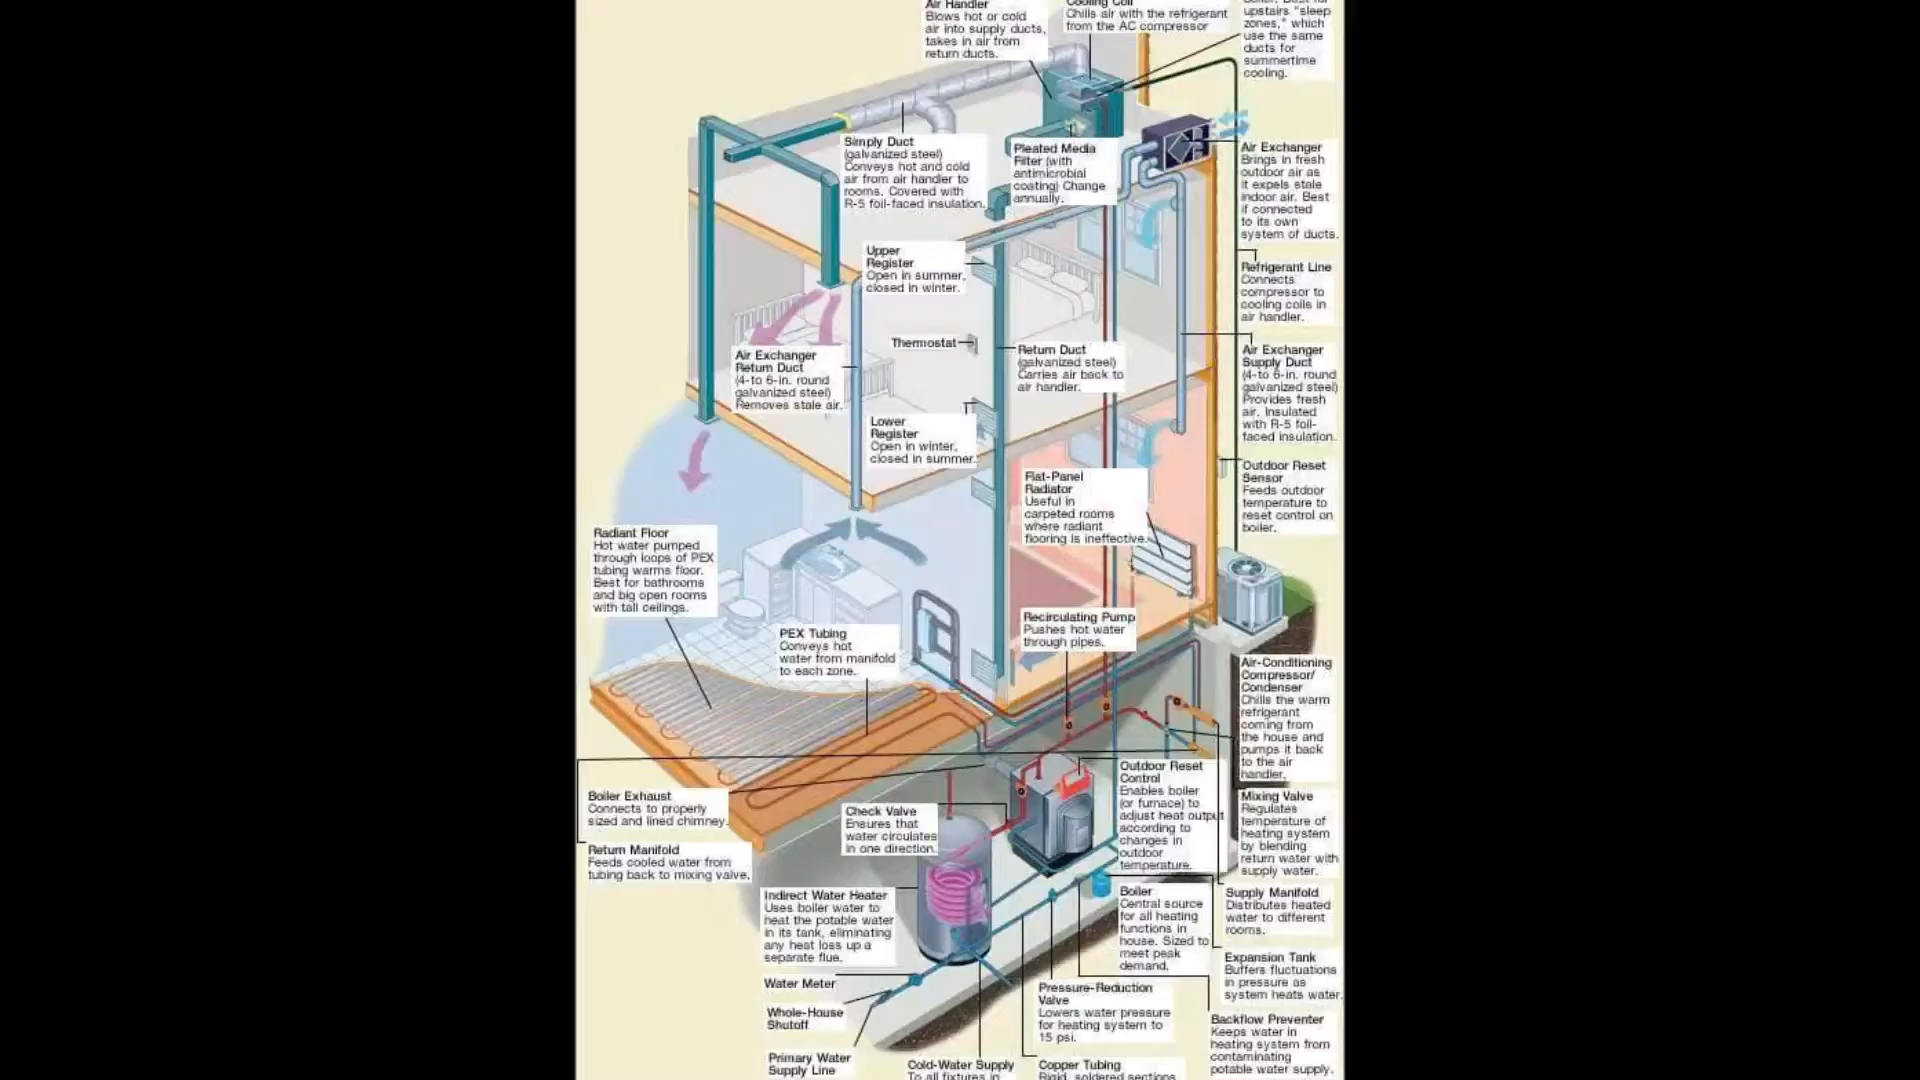 Air Handler
Blows hot or cold
air into supply ducts,
takes in air from
return ducts.
Cooling Coil
Chills air with the refrigerant
from the AC compressor
upstairs "sleep
zones," which
use the same
ducts for
summertime
cooling.
Simply Duct
(galvanized steel)
Conveys hot and cold
air from air handler to
rooms. Covered with
R-5 foil-faced insulation.
Pleated Media
Filter (with
antimicrobial
coating) Change
annually.
Air Exchanger
Brings in fresh
outdoor air as
it expels stale
indoor air. Best
if connected
to its own
system of ducts.
Upper
Register
Open in summer,
closed in winter.
Refrigerant Line
Connects
compressor to
cooling coils in
air handler.
Thermostat
Air Exchanger
Return Duct
(4-to 6-in. round
galvanized steel)
Removes stale air.
Return Duct
(galvanized steel)
Carries air back to
air handler.
Air Exchanger
Supply Duct
(4-to 6-in. round
galvanized steel)
Provides fresh
air. Insulated
with R-5 foil-
faced insulation.
Lower
Register
Open in winter,
closed in summer.
Outdoor Reset
Sensor
Feeds outdoor
temperature to
reset control on
boiler.
Flat-Panel
Radiator
Useful in
carpeted rooms
where radiant
flooring is ineffective.
Radiant Floor
Hot water pumped
through loops of PEX
tubing warms floor.
Best for bathrooms
and big open rooms
with tall ceilings.
PEX Tubing
Conveys hot
water from manifold
to each zone.
Recirculating Pump
Pushes hot water
through pipes.
Air-Conditioning
Compressor/
Condenser
Chills the warm
refrigerant
coming from
the house and
pumps it back
to the air
handler.
Boiler Exhaust
Connects to properly
sized and lined chimney.
Return Manifold
Feeds cooled water from
tubing back to mixing valve.
Check Valve
Ensures that
water circulates
in one direction.
Outdoor Reset
Control
Enables boiler
(or furnace) to
adjust heat output
according to
changes in
outdoor
temperature.
Mixing Valve
Regulates
temperature of
heating system
by blending
return water with
supply water.
Indirect Water Heater
Uses boiler water to
heat the potable water
in its tank, eliminating
any heat loss up a
separate flue.
Boiler
Central source
for all heating
functions in
house. Sized to
meet peak
demand.
Supply Manifold
Distributes heated
water to different
rooms.
Expansion Tank
Buffers fluctuations
in pressure as
system heats water.
Water Meter
Whole-House
Shutoff
Primary Water
Supply Line
Pressure-Reduction
Valve
Lowers water pressure
for heating system to
15 psi.
Backflow Preventer
Keeps water in
heating system from
contaminating
potable water supply.
Cold-Water Supply
To all fixtures in
Copper Tubing
Rigid, soldered sections